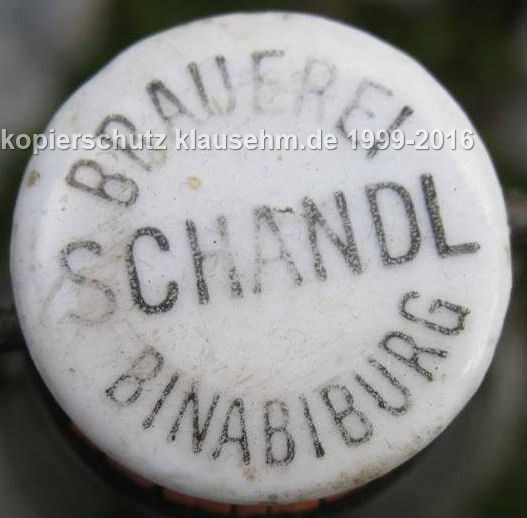 BRAUEREI
kopierschutz klausehm.de 1999-2016
SCHANDL
BINABIBURG